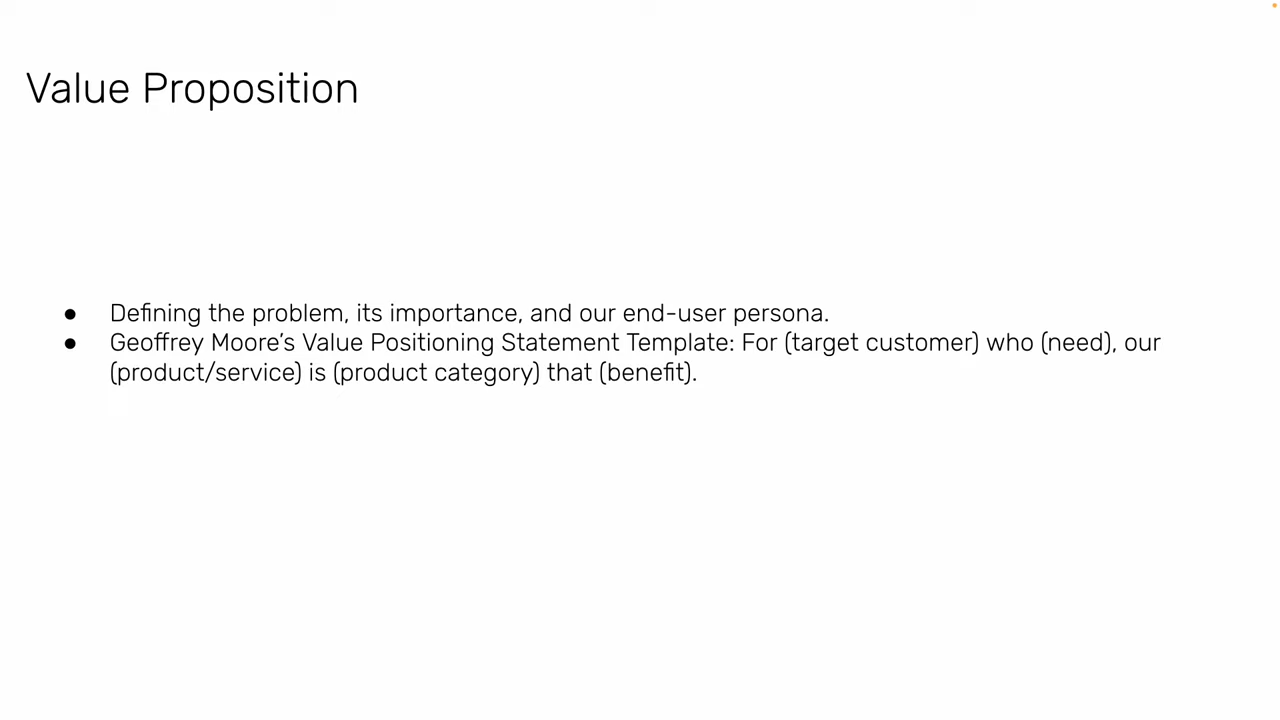 Value Proposition
● Defining the problem, its importance, and our end-user persona.
● Geoffrey Moore’s Value Positioning Statement Template: For (target customer) who (need), our
(product/service) is (product category) that (benefit).